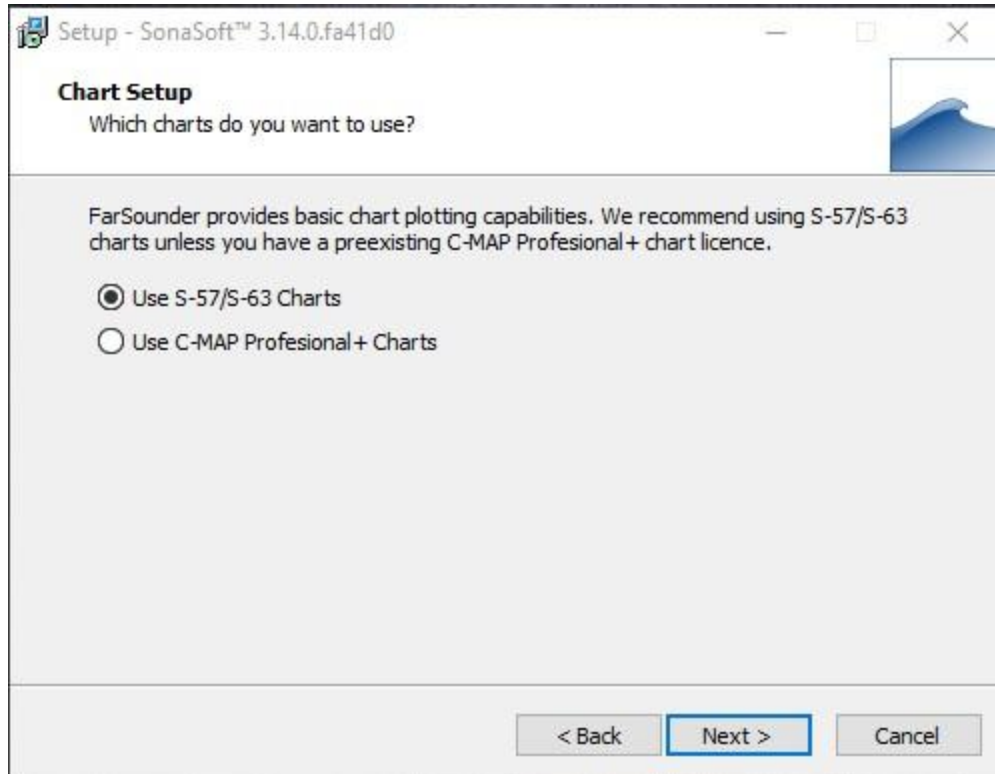 Setup - SonaSoft™ 3.14.0.fa41d0
Chart Setup
Which charts do you want to use?
FarSounder provides basic chart plotting capabilities. We recommend using S-57/S-63
charts unless you have a preexisting C-MAP Profesional+ chart licence.
Use S-57/S-63 Charts
Use C-MAP Profesional+ Charts
< Back
Next >
Cancel